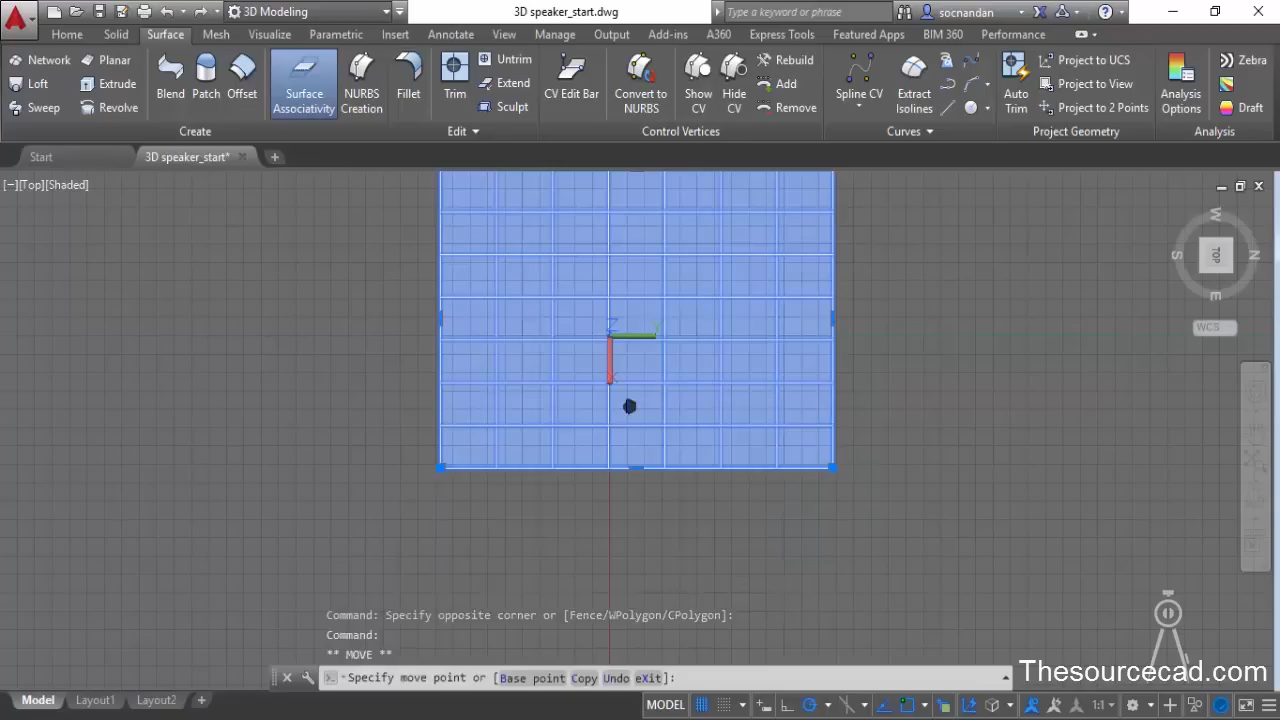 3D Modeling
3D speaker_start.dwg
Type a keyword or phrase
socnandan
Home Solid Surface Mesh Visualize Parametric Insert Annotate View Manage Output Add-ins A360 Express Tools Featured Apps BIM 360 Performance
Network Planar
Loft Extrude
Sweep Revolve
Blend Patch Offset
Surface
Associativity
NURBS
Creation
Fillet
Trim
Untrim
Extend
Sculpt
CV Edit Bar
Convert to
NURBS
Show
CV
Hide
CV
Rebuild
Add
Remove
Spline CV
Extract
Isolines
Auto
Trim
Project to UCS
Project to View
Project to 2 Points
Analysis
Options
Zebra
Draft
Create Edit Control Vertices Curves Project Geometry Analysis
Start 3D speaker_start*
[−][Top][Shaded]
W
S TOP N
E
WCS
Z
Command: Specify opposite corner or [Fence/WPolygon/CPolygon]:
Command:
** MOVE **
Specify move point or [Base point Copy Undo eXit]:
Thesourcecad.com
Model Layout1 Layout2
MODEL 1:1